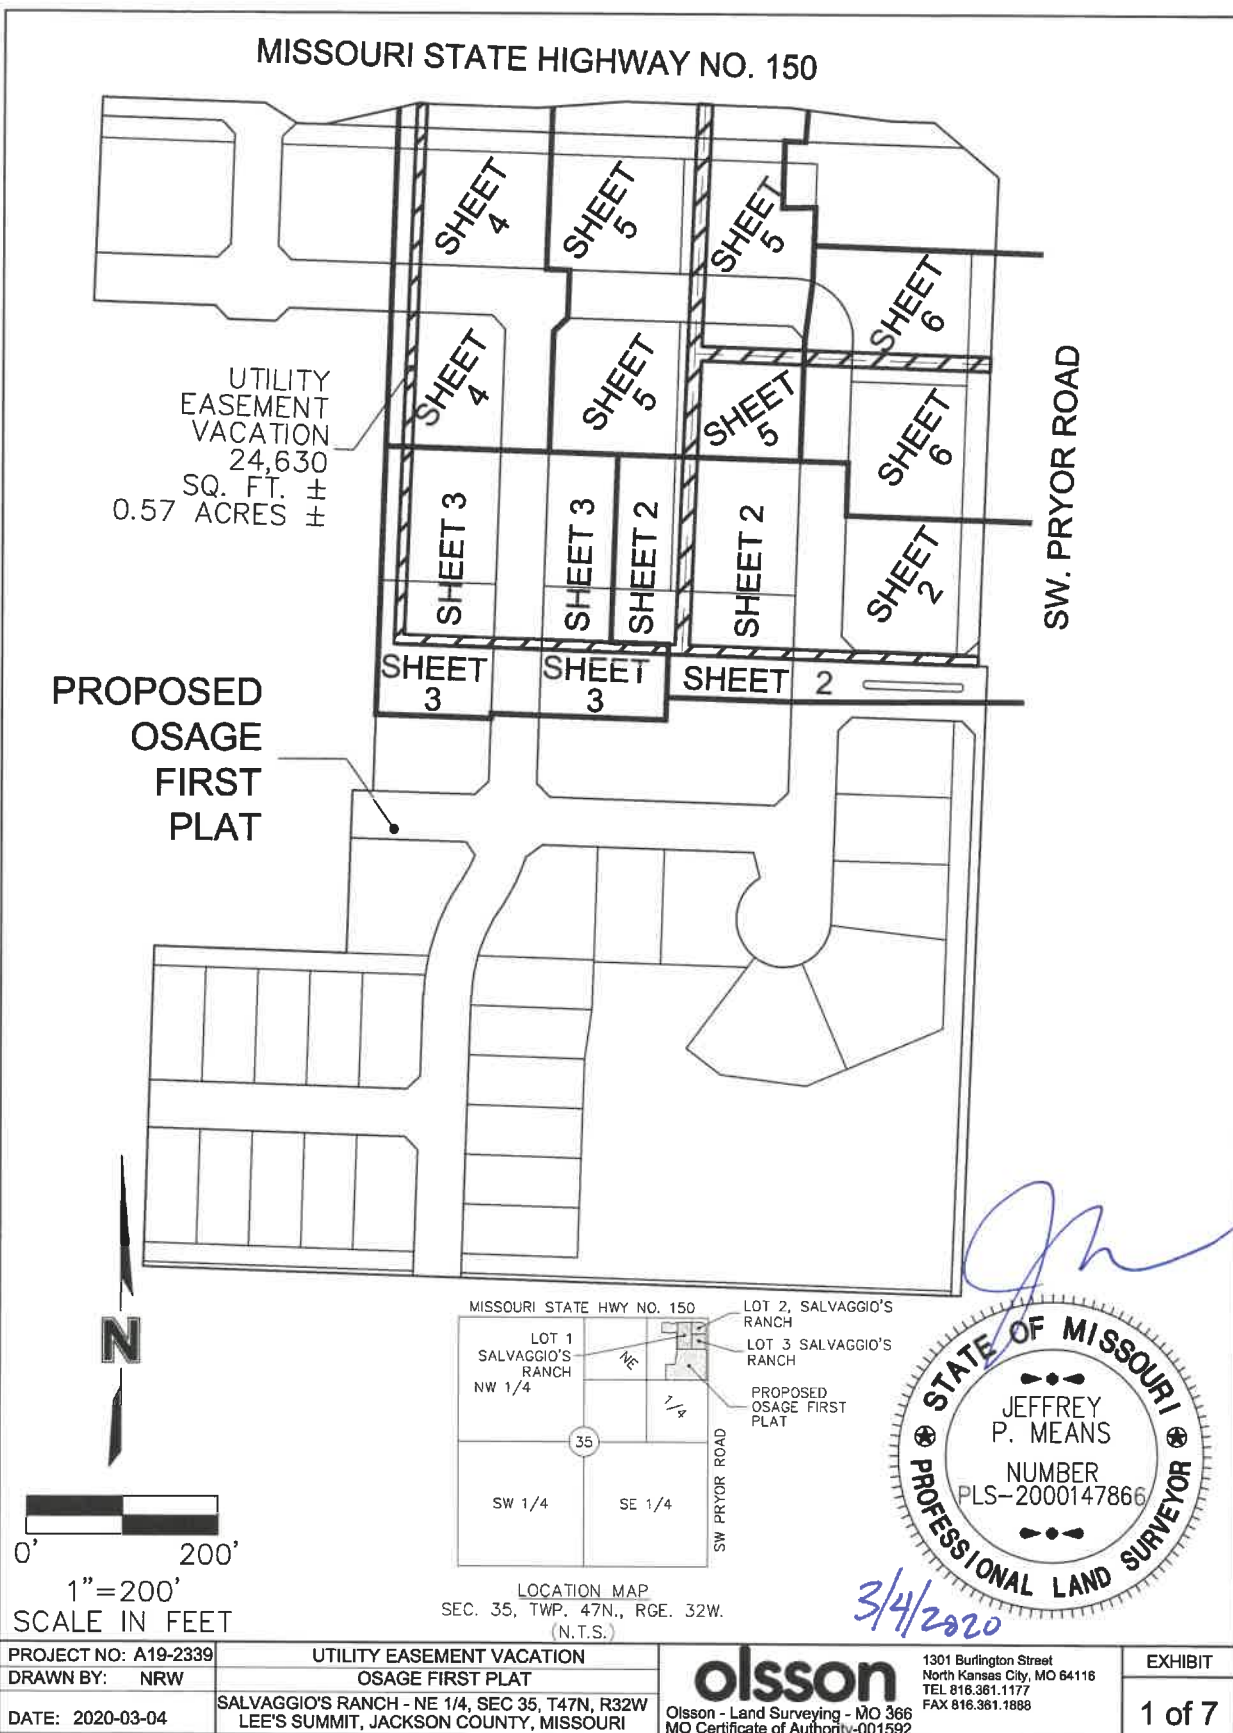 MISSOURI STATE HIGHWAY NO. 150
SHEET 4
SHEET 5
SHEET 5
SHEET 6
SHEET 4
SHEET 5
SHEET 5
SHEET 6
UTILITY
EASEMENT
VACATION
24,630
SQ. FT. ±
0.57 ACRES ±
SW. PRYOR ROAD
SHEET 3
SHEET 3
SHEET 2
SHEET 2
SHEET 2
SHEET 3
SHEET 3
SHEET 2
PROPOSED
OSAGE
FIRST
PLAT
N
0' 200'
1"=200'
SCALE IN FEET
MISSOURI STATE HWY NO. 150
LOT 1
SALVAGGIO'S
RANCH
NW 1/4
NE
1/4
LOT 2, SALVAGGIO'S
RANCH
LOT 3 SALVAGGIO'S
RANCH
PROPOSED
OSAGE FIRST
PLAT
35
SW 1/4
SE 1/4
SW PRYOR ROAD
LOCATION MAP
SEC. 35, TWP. 47N., RGE. 32W.
(N.T.S.)
STATE OF MISSOURI
JEFFREY
P. MEANS
NUMBER
PLS-2000147866
PROFESSIONAL LAND SURVEYOR
3/4/2020
PROJECT NO: A19-2339
DRAWN BY: NRW
DATE: 2020-03-04
UTILITY EASEMENT VACATION
OSAGE FIRST PLAT
SALVAGGIO'S RANCH - NE 1/4, SEC 35, T47N, R32W
LEE'S SUMMIT, JACKSON COUNTY, MISSOURI
olsson
Olsson - Land Surveying - MO 366
MO Certificate of Authority-001592
1301 Burlington Street
North Kansas City, MO 64116
TEL 816.361.1177
FAX 816.361.1888
EXHIBIT
1 of 7